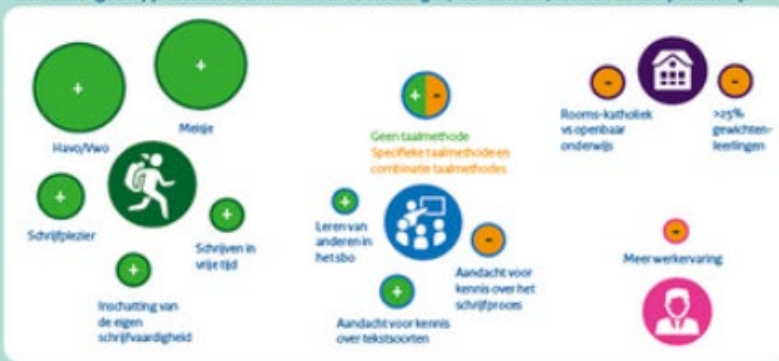 Havo/Vwo
Meisje
Schrijfplezier
Schrijven in
vrije tijd
Inschatting van
de eigen
schrijfvaardigheid
Geen taalmethode
Specifieke taalmethode en
combinatie taalmethodes
Leren van
anderen in
het sbo
Aandacht voor
kennis over het
schrijfproces
Aandacht voor kennis
over tekstsoorten
Rooms-katholiek
vs openbaar
onderwijs
>25%
gewichten-
leerlingen
Meer werkervaring